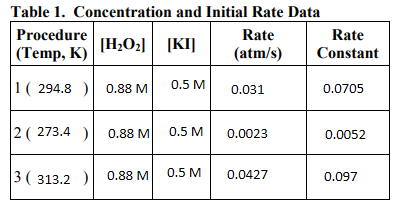 Table 1. Concentration and Initial Rate Data
Procedure (Temp, K) [H₂O₂] [KI] Rate (atm/s) Rate Constant
1 ( 294.8 ) 0.88 M 0.5 M 0.031 0.0705
2 ( 273.4 ) 0.88 M 0.5 M 0.0023 0.0052
3 ( 313.2 ) 0.88 M 0.5 M 0.0427 0.097